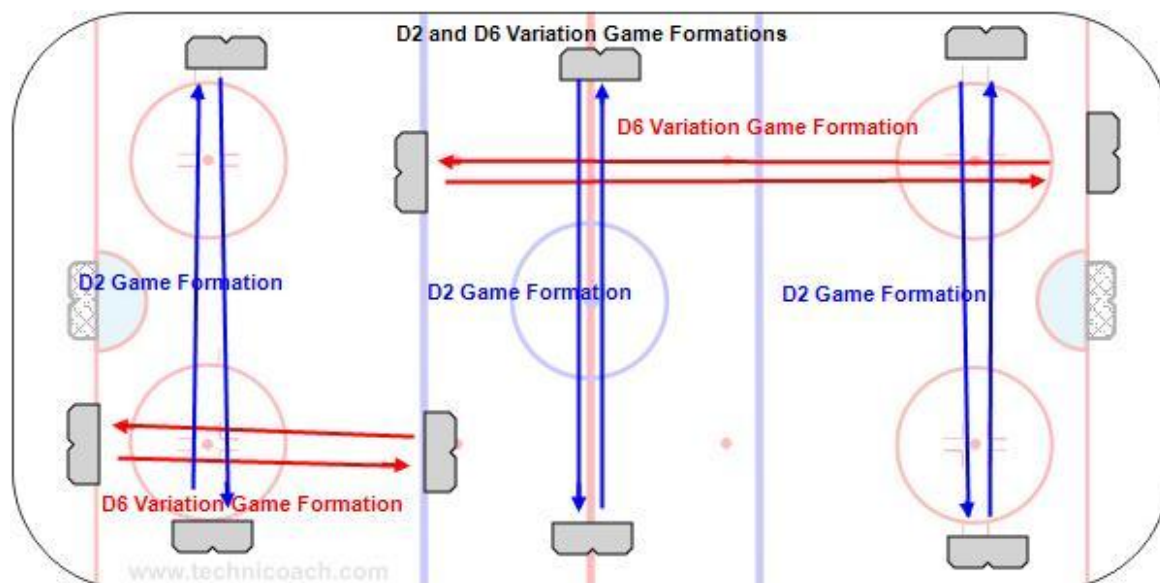 D2 and D6 Variation Game Formations
D6 Variation Game Formation
D2 Game Formation
D2 Game Formation
D2 Game Formation
D6 Variation Game Formation
www.technicoach.com